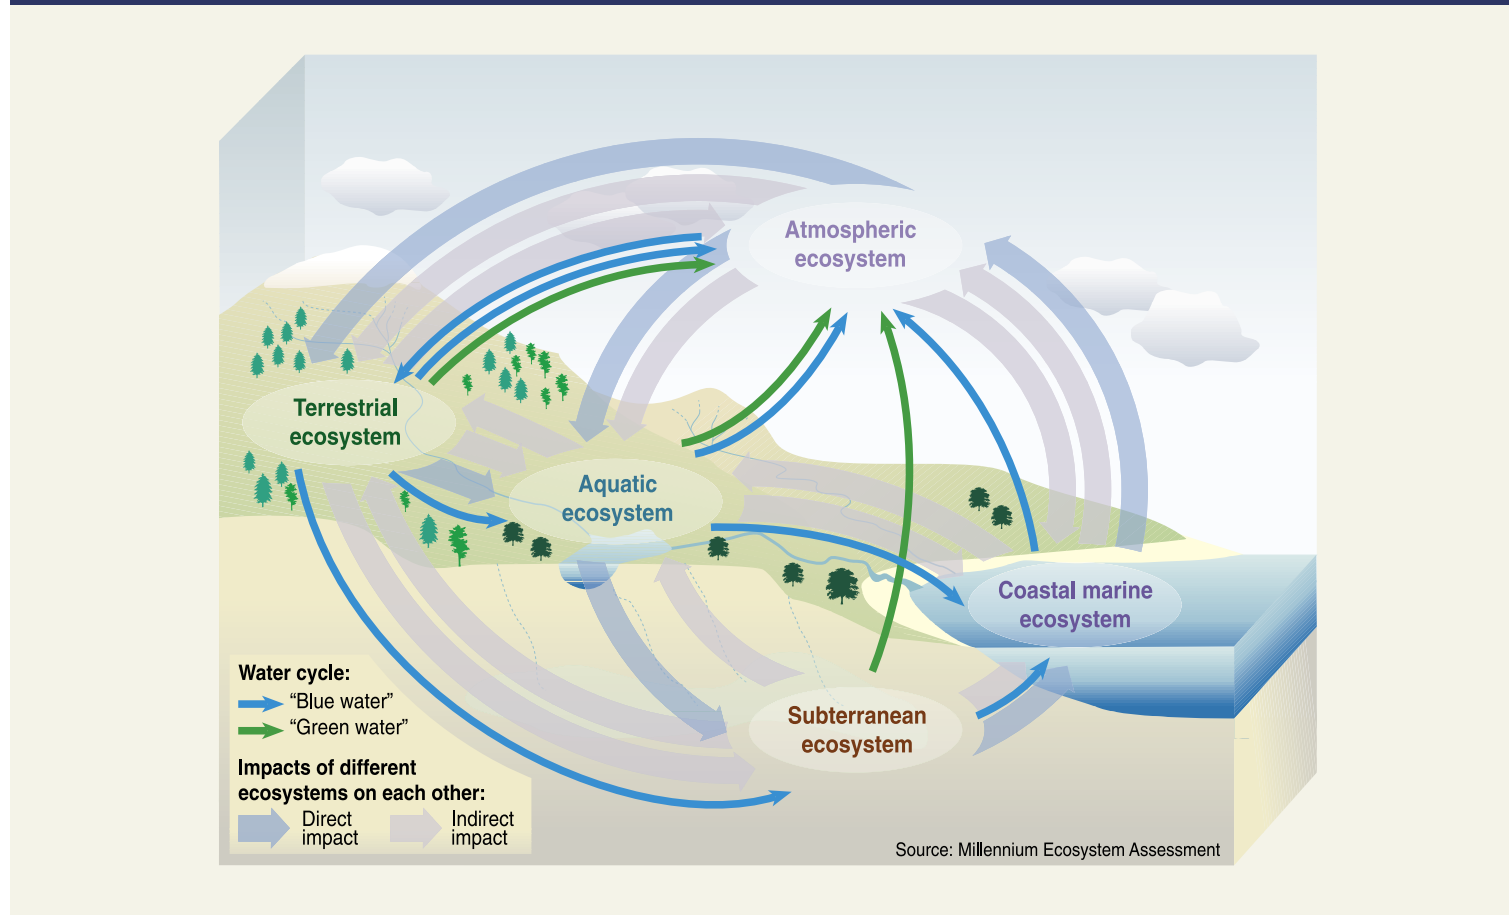 Atmospheric
ecosystem
Terrestrial
ecosystem
Aquatic
ecosystem
Coastal marine
ecosystem
Subterranean
ecosystem
Water cycle:
“Blue water”
“Green water”
Impacts of different
ecosystems on each other:
Direct
impact
Indirect
impact
Source: Millennium Ecosystem Assessment